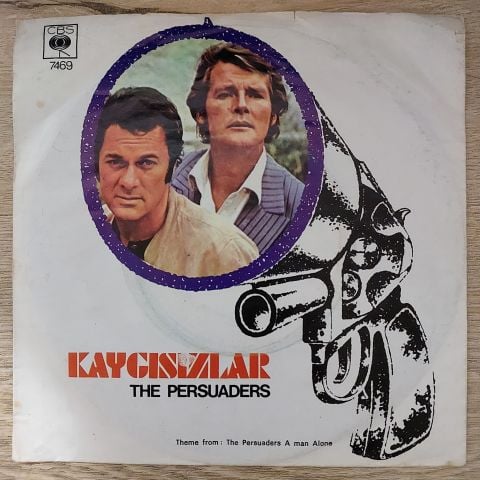 CBS
R
7469
KAYGISIZLAR
THE PERSUADERS
Theme from : The Persuaders A man Alone